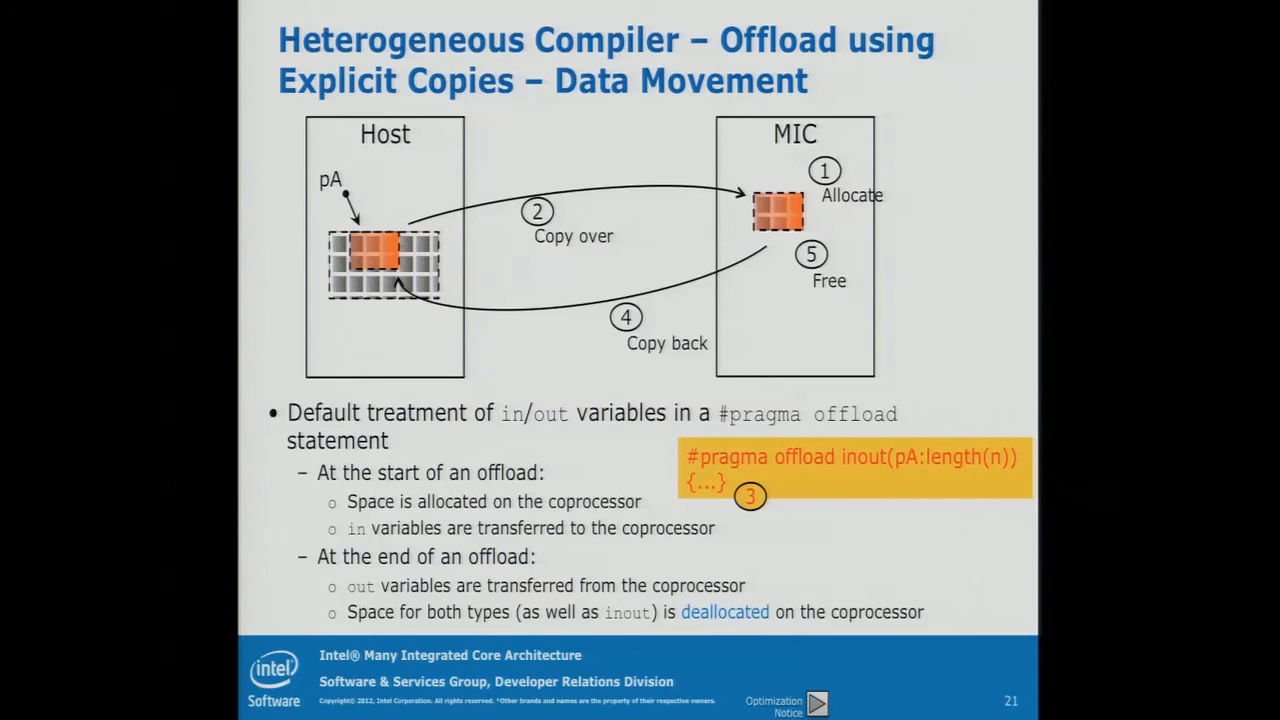 Heterogeneous Compiler – Offload using
Explicit Copies – Data Movement
Host
MIC
pA
1
Allocate
2
Copy over
5
Free
4
Copy back
• Default treatment of in/out variables in a #pragma offload
statement
– At the start of an offload:
o Space is allocated on the coprocessor
o in variables are transferred to the coprocessor
– At the end of an offload:
o out variables are transferred from the coprocessor
o Space for both types (as well as inout) is deallocated on the coprocessor
#pragma offload inout(pA:length(n))
{...}
3
intel
Software
Intel® Many Integrated Core Architecture
Software & Services Group, Developer Relations Division
Copyright© 2012, Intel Corporation. All rights reserved. *Other brands and names are the property of their respective owners.
Optimization
Notice
21